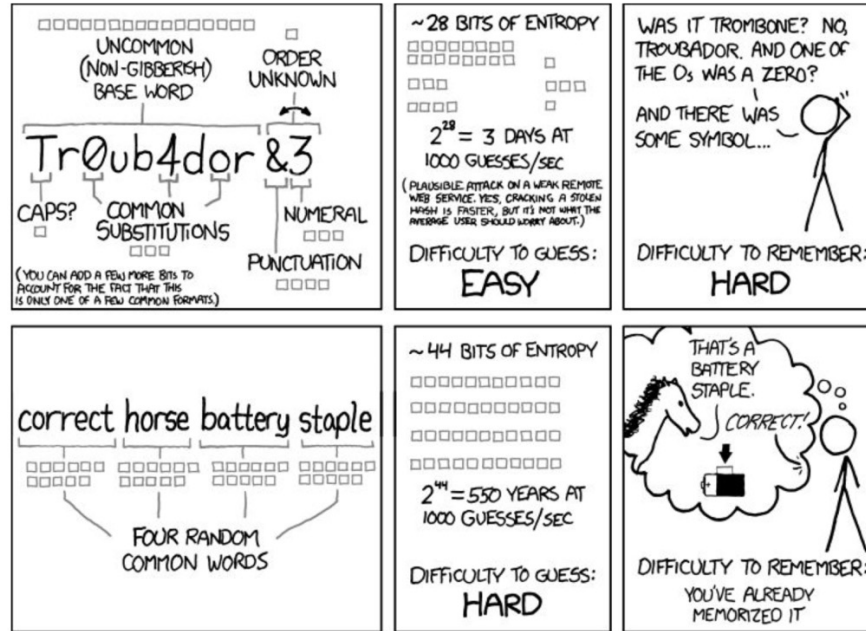 UNCOMMON
(NON-GIBBERISH)
BASE WORD
ORDER
UNKNOWN
Tr0ub4dor &3
CAPS?
COMMON
SUBSTITUTIONS
NUMERAL
PUNCTUATION
(YOU CAN ADD A FEW MORE BITS TO
ACCOUNT FOR THE FACT THAT THIS
IS ONLY ONE OF A FEW COMMON FORMATS.)
~28 BITS OF ENTROPY
2²⁸ = 3 DAYS AT
1000 GUESSES/SEC
(PLAUSIBLE ATTACK ON A WEAK REMOTE
WEB SERVICE. YES, CRACKING A STOLEN
HASH IS FASTER, BUT IT'S NOT WHAT THE
AVERAGE USER SHOULD WORRY ABOUT.)
DIFFICULTY TO GUESS:
EASY
WAS IT TROMBONE? NO,
TROUBADOR. AND ONE OF
THE Os WAS A ZERO?
AND THERE WAS
SOME SYMBOL...
DIFFICULTY TO REMEMBER:
HARD
correct horse battery staple
FOUR RANDOM
COMMON WORDS
~44 BITS OF ENTROPY
2⁴⁴ = 550 YEARS AT
1000 GUESSES/SEC
DIFFICULTY TO GUESS:
HARD
THAT'S A
BATTERY
STAPLE.
CORRECT!
DIFFICULTY TO REMEMBER:
YOU'VE ALREADY
MEMORIZED IT